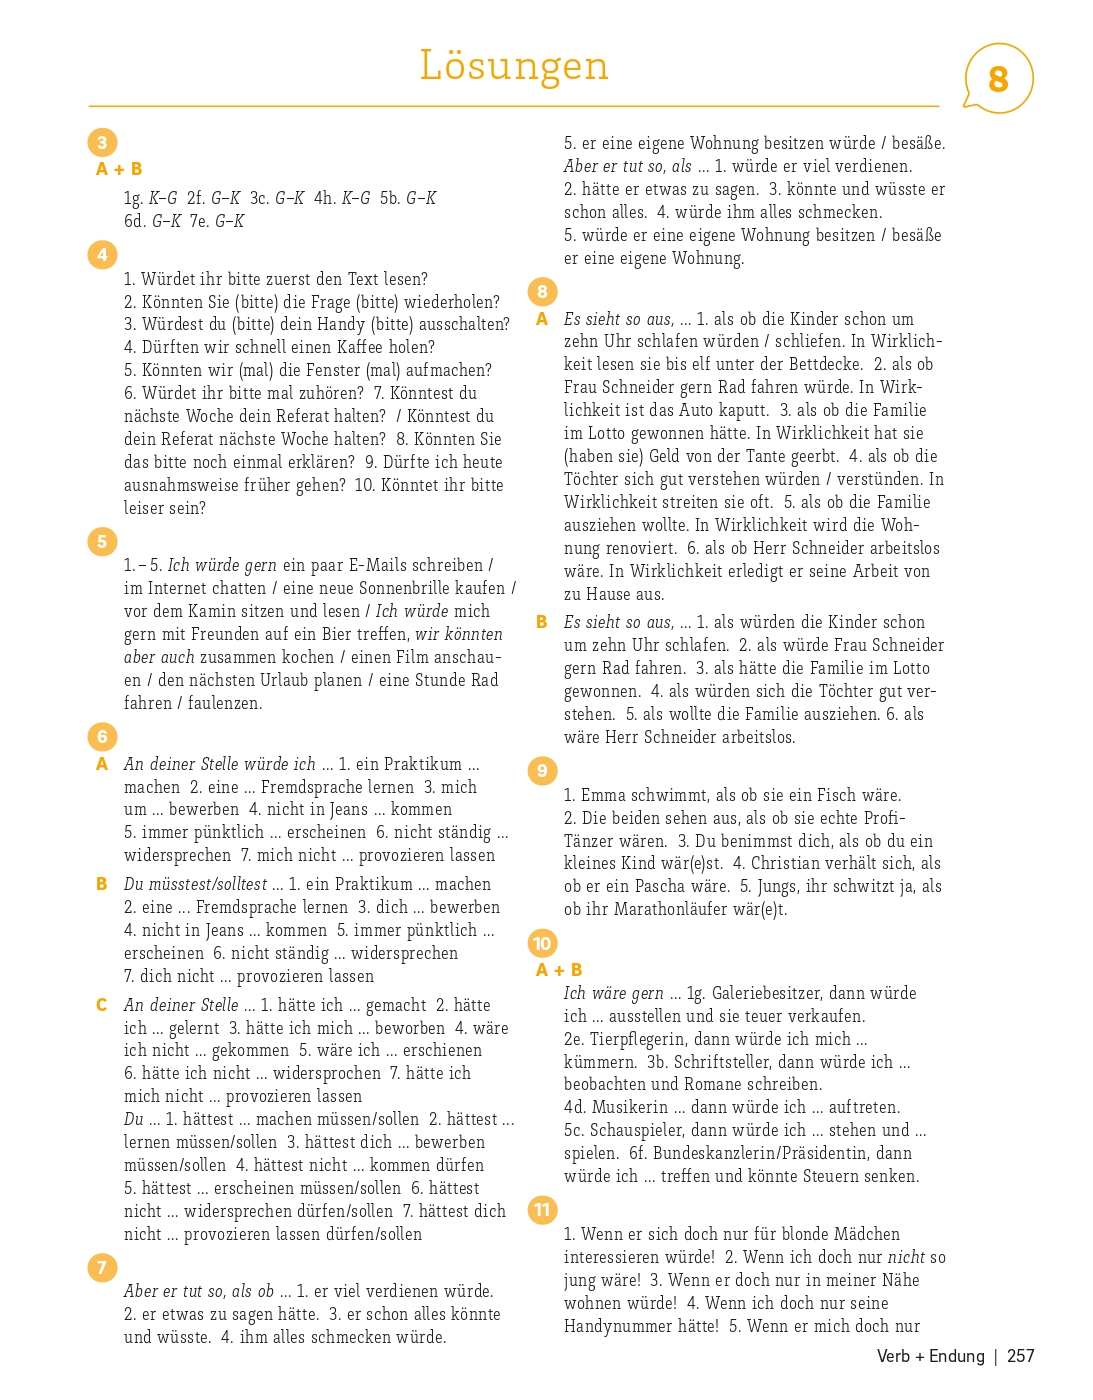 Lösungen
8
3
A + B
1g. K–G 2f. G–K 3c. G–K 4h. K–G 5b. G–K
6d. G–K 7e. G–K
4
1. Würdet ihr bitte zuerst den Text lesen?
2. Könnten Sie (bitte) die Frage (bitte) wiederholen?
3. Würdest du (bitte) dein Handy (bitte) ausschalten?
4. Dürften wir schnell einen Kaffee holen?
5. Könnten wir (mal) die Fenster (mal) aufmachen?
6. Würdet ihr bitte mal zuhören? 7. Könntest du
nächste Woche dein Referat halten? / Könntest du
dein Referat nächste Woche halten? 8. Könnten Sie
das bitte noch einmal erklären? 9. Dürfte ich heute
ausnahmsweise früher gehen? 10. Könntet ihr bitte
leiser sein?
5
1. – 5. Ich würde gern ein paar E-Mails schreiben /
im Internet chatten / eine neue Sonnenbrille kaufen /
vor dem Kamin sitzen und lesen / Ich würde mich
gern mit Freunden auf ein Bier treffen, wir könnten
aber auch zusammen kochen / einen Film anschau-
en / den nächsten Urlaub planen / eine Stunde Rad
fahren / faulenzen.
6
A An deiner Stelle würde ich ... 1. ein Praktikum ...
machen 2. eine ... Fremdsprache lernen 3. mich
um ... bewerben 4. nicht in Jeans ... kommen
5. immer pünktlich ... erscheinen 6. nicht ständig ...
widersprechen 7. mich nicht ... provozieren lassen
B Du müsstest/solltest ... 1. ein Praktikum ... machen
2. eine ... Fremdsprache lernen 3. dich ... bewerben
4. nicht in Jeans ... kommen 5. immer pünktlich ...
erscheinen 6. nicht ständig ... widersprechen
7. dich nicht ... provozieren lassen
C An deiner Stelle ... 1. hätte ich ... gemacht 2. hätte
ich ... gelernt 3. hätte ich mich ... beworben 4. wäre
ich nicht ... gekommen 5. wäre ich ... erschienen
6. hätte ich nicht ... widersprochen 7. hätte ich
mich nicht ... provozieren lassen
Du ... 1. hättest ... machen müssen/sollen 2. hättest ...
lernen müssen/sollen 3. hättest dich ... bewerben
müssen/sollen 4. hättest nicht ... kommen dürfen
5. hättest ... erscheinen müssen/sollen 6. hättest
nicht ... widersprechen dürfen/sollen 7. hättest dich
nicht ... provozieren lassen dürfen/sollen
7
Aber er tut so, als ob ... 1. er viel verdienen würde.
2. er etwas zu sagen hätte. 3. er schon alles könnte
und wüsste. 4. ihm alles schmecken würde.
5. er eine eigene Wohnung besitzen würde / besäße.
Aber er tut so, als ... 1. würde er viel verdienen.
2. hätte er etwas zu sagen. 3. könnte und wüsste er
schon alles. 4. würde ihm alles schmecken.
5. würde er eine eigene Wohnung besitzen / besäße
er eine eigene Wohnung.
8
A Es sieht so aus, ... 1. als ob die Kinder schon um
zehn Uhr schlafen würden / schliefen. In Wirklich-
keit lesen sie bis elf unter der Bettdecke. 2. als ob
Frau Schneider gern Rad fahren würde. In Wirk-
lichkeit ist das Auto kaputt. 3. als ob die Familie
im Lotto gewonnen hätte. In Wirklichkeit hat sie
(haben sie) Geld von der Tante geerbt. 4. als ob die
Töchter sich gut verstehen würden / verstünden. In
Wirklichkeit streiten sie oft. 5. als ob die Familie
ausziehen wollte. In Wirklichkeit wird die Woh-
nung renoviert. 6. als ob Herr Schneider arbeitslos
wäre. In Wirklichkeit erledigt er seine Arbeit von
zu Hause aus.
B Es sieht so aus, ... 1. als würden die Kinder schon
um zehn Uhr schlafen. 2. als würde Frau Schneider
gern Rad fahren. 3. als hätte die Familie im Lotto
gewonnen. 4. als würden sich die Töchter gut ver-
stehen. 5. als wollte die Familie ausziehen. 6. als
wäre Herr Schneider arbeitslos.
9
1. Emma schwimmt, als ob sie ein Fisch wäre.
2. Die beiden sehen aus, als ob sie echte Profi-
Tänzer wären. 3. Du benimmst dich, als ob du ein
kleines Kind wär(e)st. 4. Christian verhält sich, als
ob er ein Pascha wäre. 5. Jungs, ihr schwitzt ja, als
ob ihr Marathonläufer wär(e)t.
10
A + B
Ich wäre gern ... 1g. Galeriebesitzer, dann würde
ich ... ausstellen und sie teuer verkaufen.
2e. Tierpflegerin, dann würde ich mich ...
kümmern. 3b. Schriftsteller, dann würde ich ...
beobachten und Romane schreiben.
4d. Musikerin ... dann würde ich ... auftreten.
5c. Schauspieler, dann würde ich ... stehen und ...
spielen. 6f. Bundeskanzlerin/Präsidentin, dann
würde ich ... treffen und könnte Steuern senken.
11
1. Wenn er sich doch nur für blonde Mädchen
interessieren würde! 2. Wenn ich doch nur nicht so
jung wäre! 3. Wenn er doch nur in meiner Nähe
wohnen würde! 4. Wenn ich doch nur seine
Handynummer hätte! 5. Wenn er mich doch nur
Verb + Endung | 257